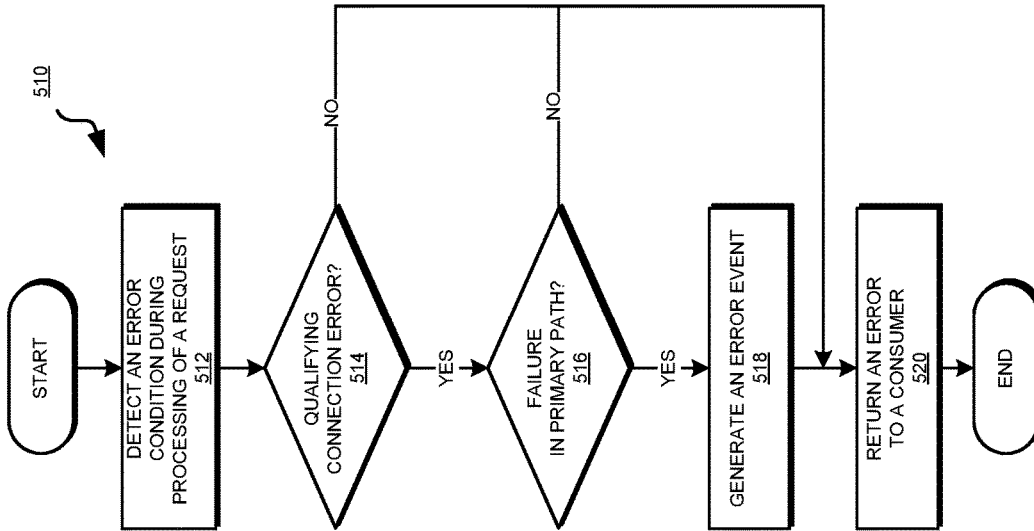 510
START
DETECT AN ERROR
CONDITION DURING
PROCESSING OF A REQUEST
512
QUALIFYING
CONNECTION ERROR?
514
NO
YES
FAILURE
IN PRIMARY PATH?
516
NO
YES
GENERATE AN ERROR EVENT
518
RETURN AN ERROR
TO A CONSUMER
520
END